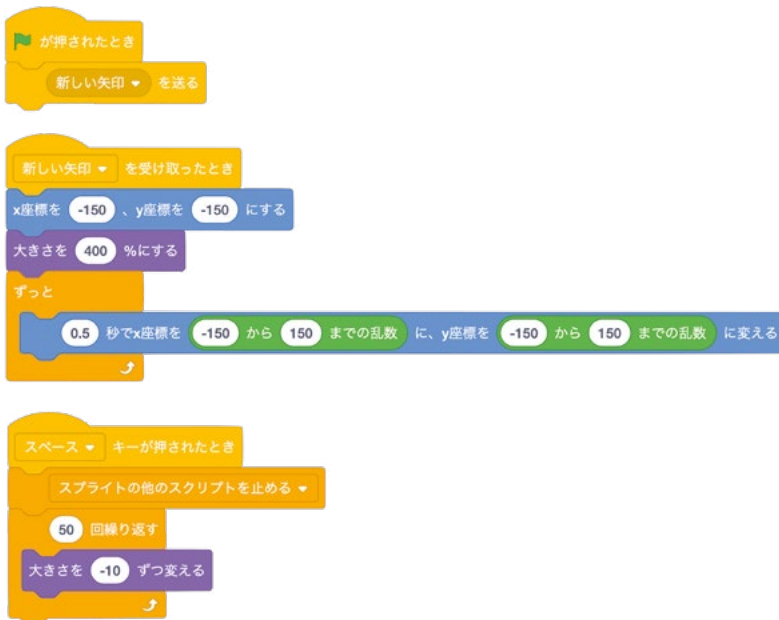 が押されたとき
新しい矢印 を送る
新しい矢印 を受け取ったとき
x座標を -150 、y座標を -150 にする
大きさを 400 %にする
ずっと
0.5 秒でx座標を -150 から 150 までの乱数 に、y座標を -150 から 150 までの乱数 に変える
スペース キーが押されたとき
スプライトの他のスクリプトを止める
50 回繰り返す
大きさを -10 ずつ変える